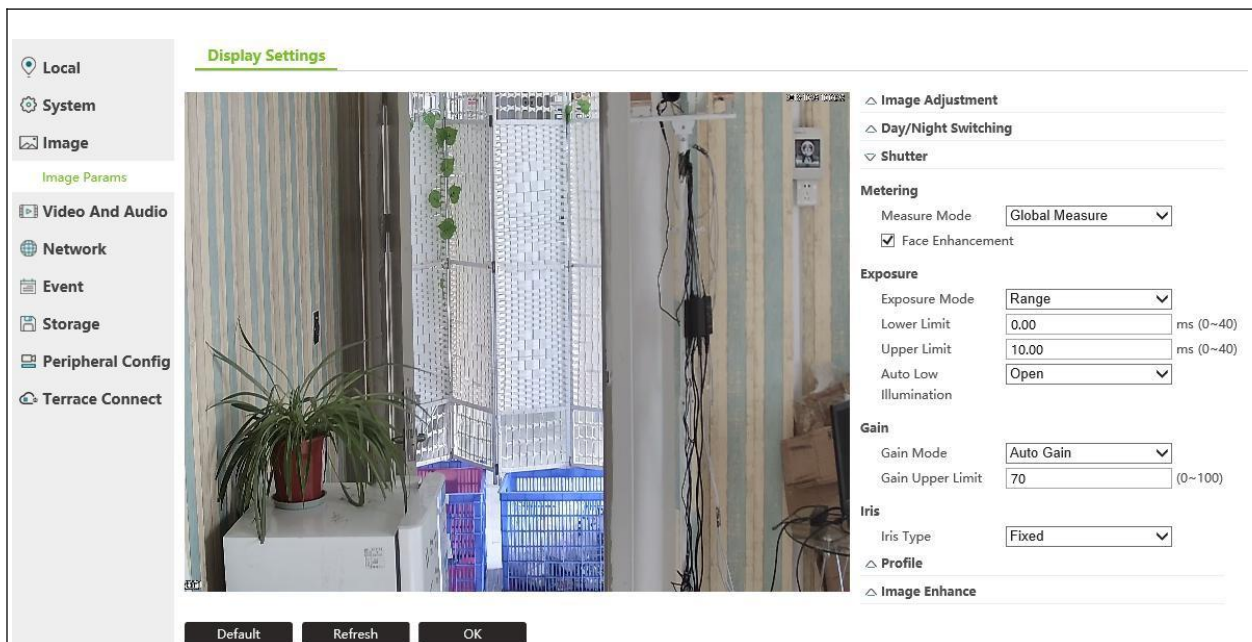 Display Settings
Local
System
Image
Image Params
Video And Audio
Network
Event
Storage
Peripheral Config
Terrace Connect
Image Adjustment
Day/Night Switching
Shutter
Metering
Measure Mode Global Measure
Face Enhancement
Exposure
Exposure Mode Range
Lower Limit 0.00 ms (0~40)
Upper Limit 10.00 ms (0~40)
Auto Low Open
Illumination
Gain
Gain Mode Auto Gain
Gain Upper Limit 70 (0~100)
Iris
Iris Type Fixed
Profile
Image Enhance
Default Refresh OK